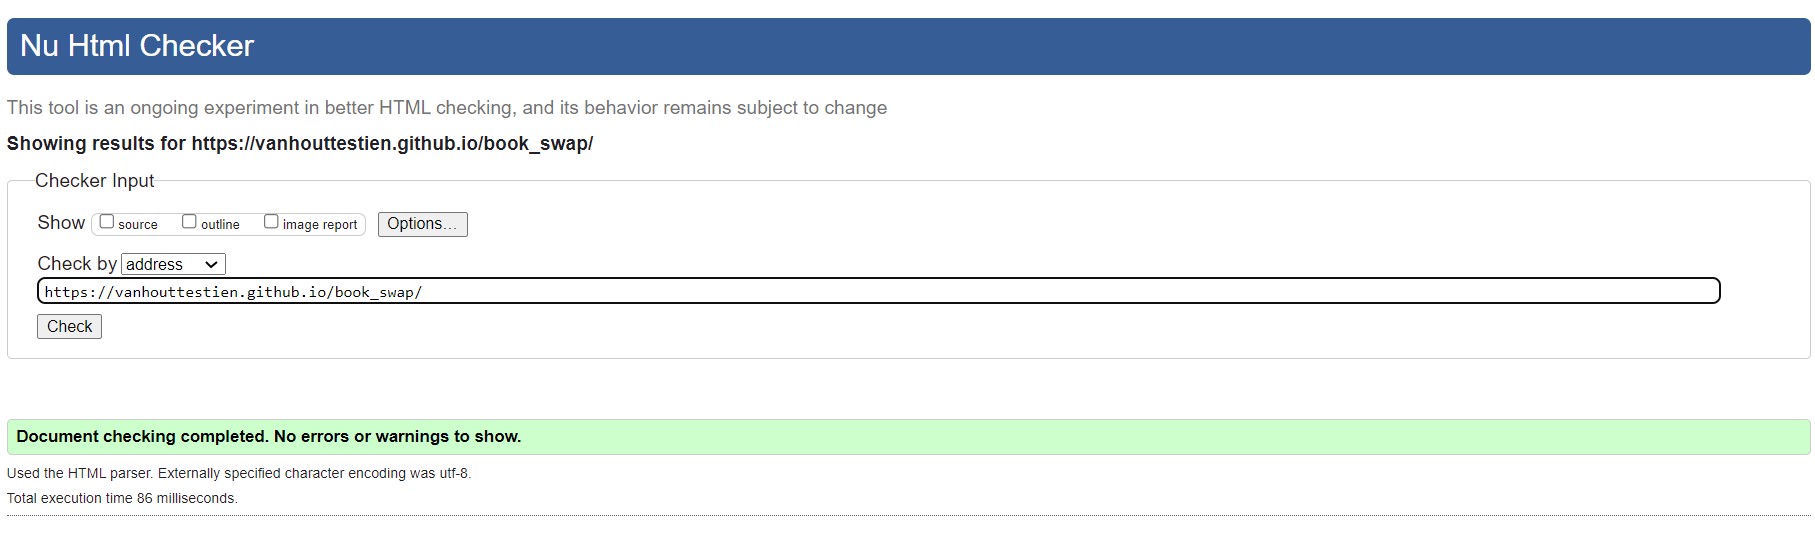 Nu Html Checker
This tool is an ongoing experiment in better HTML checking, and its behavior remains subject to change
Showing results for https://vanhouttestien.github.io/book_swap/
Checker Input
Show source outline image report Options...
Check by address
https://vanhouttestien.github.io/book_swap/
Check
Document checking completed. No errors or warnings to show.
Used the HTML parser. Externally specified character encoding was utf-8.
Total execution time 86 milliseconds.